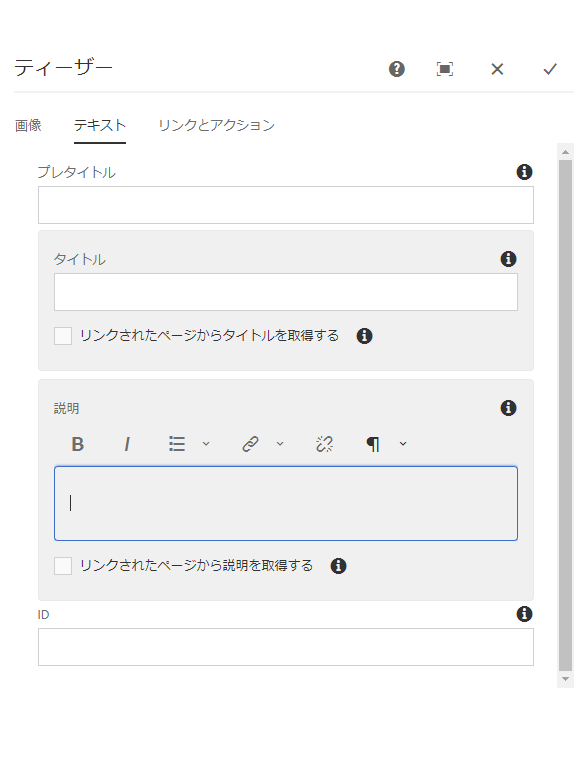 ティーザー
画像 テキスト リンクとアクション
プレタイトル
タイトル
リンクされたページからタイトルを取得する
説明
B I
リンクされたページから説明を取得する
ID